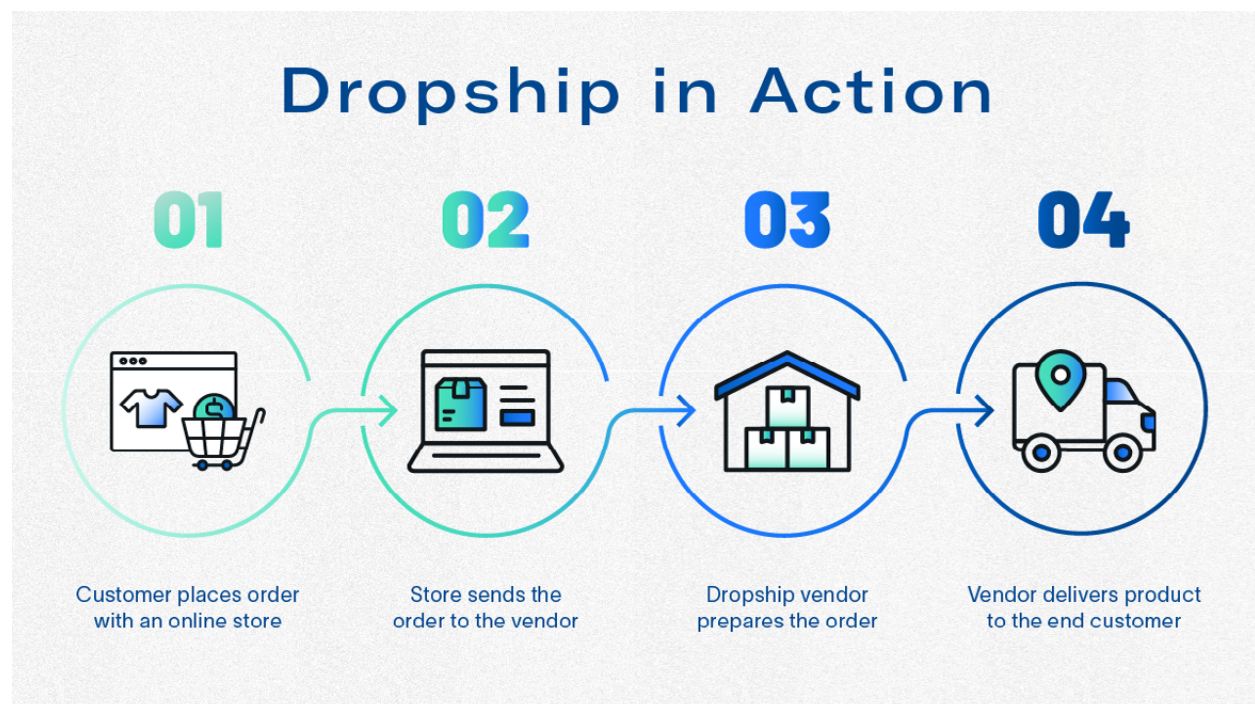 Dropship in Action
01
02
03
04
Customer places order
with an online store
Store sends the
order to the vendor
Dropship vendor
prepares the order
Vendor delivers product
to the end customer